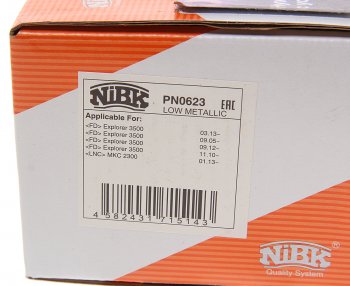 NiBK
PN0623
EAC
LOW METALLIC
Applicable For:
<FD> Explorer 3500 03.13–
<FD> Explorer 3500 09.05–
<FD> Explorer 3500 09.12–
<FD> Explorer 3500 11.10–
<LNC> MKC 2300 01.13–
4 582431 715143
NiBK®
Quality System